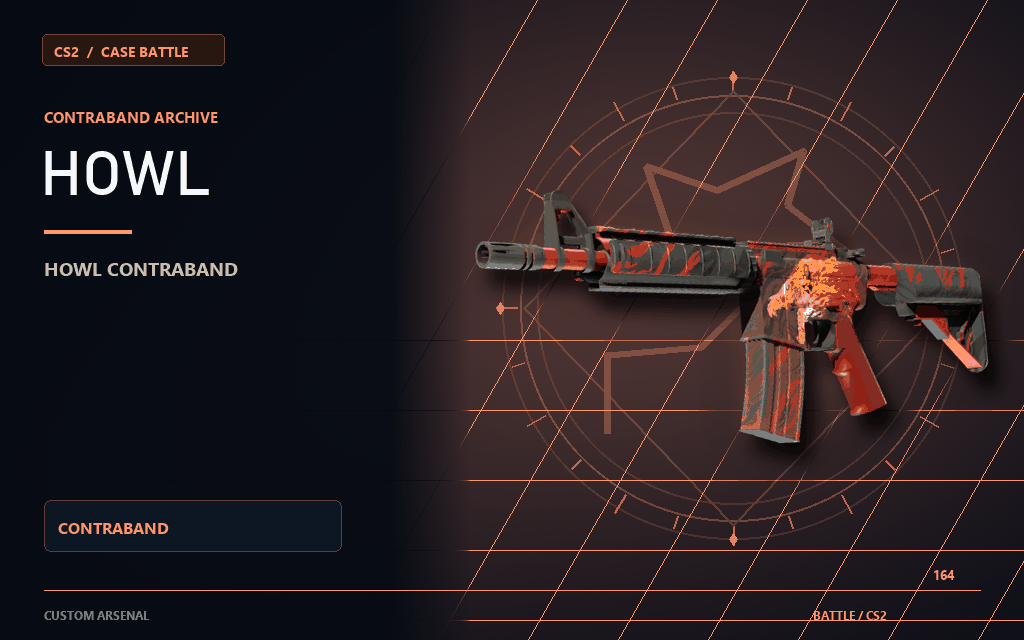 CS2 / CASE BATTLE
CONTRABAND ARCHIVE
HOWL
HOWL CONTRABAND
CONTRABAND
164
CUSTOM ARSENAL
BATTLE / CS2